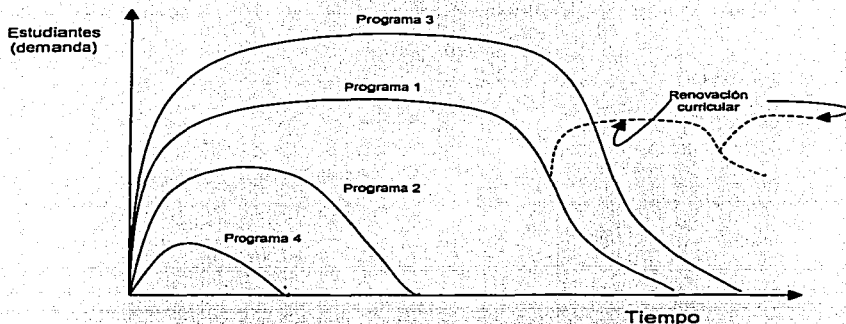 Estudiantes
(demanda)
Programa 3
Programa 1
Renovación
curricular
Programa 2
Programa 4
Tiempo